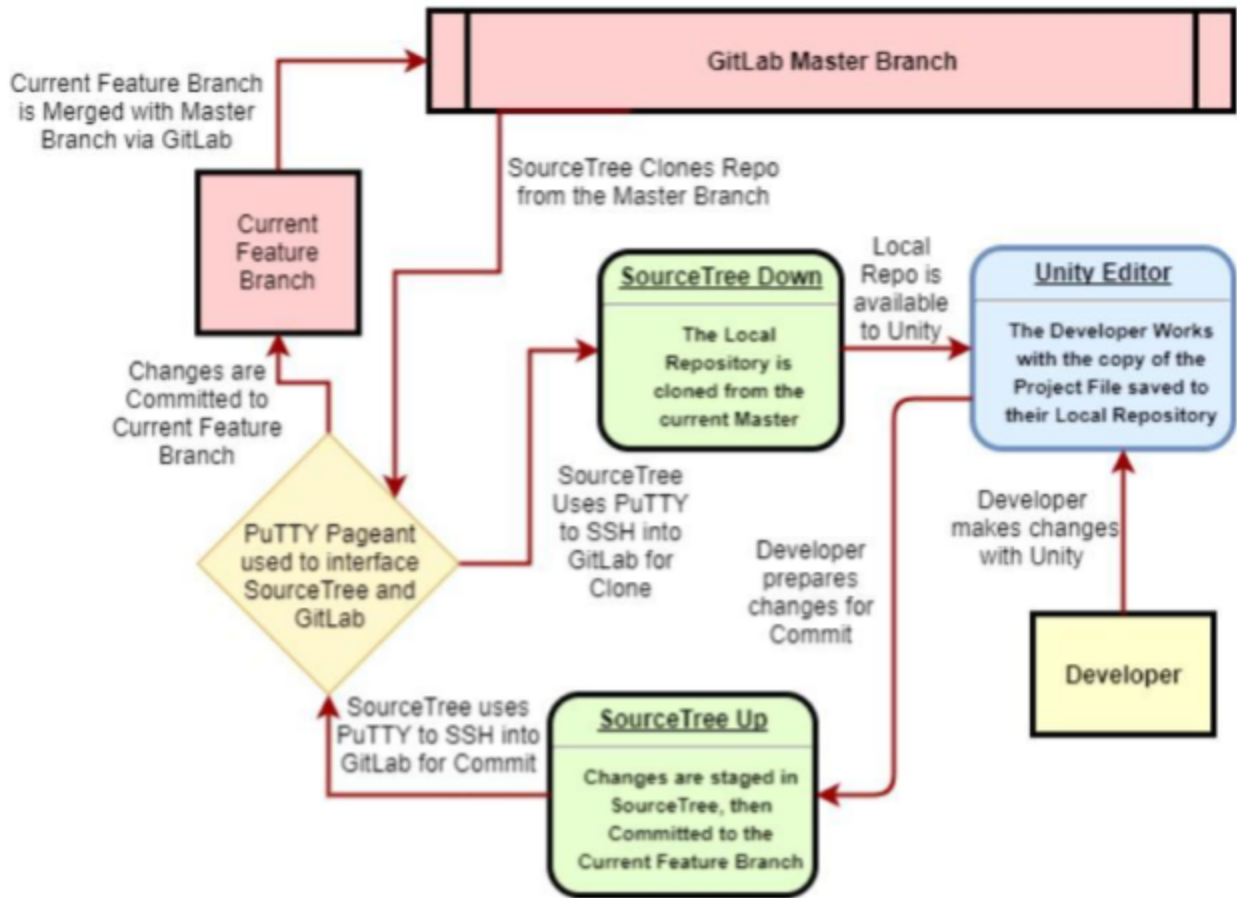 GitLab Master Branch
Current Feature Branch
is Merged with Master
Branch via GitLab
SourceTree Clones Repo
from the Master Branch
Current
Feature
Branch
SourceTree Down
The Local
Repository is
cloned from the
current Master
Local
Repo is
available
to Unity
Unity Editor
The Developer Works
with the copy of the
Project File saved to
their Local Repository
Changes are
Committed to
Current Feature
Branch
SourceTree
Uses PuTTY
to SSH into
GitLab for
Clone
Developer
makes changes
with Unity
PuTTY Pageant
used to interface
SourceTree and
GitLab
Developer
prepares
changes for
Commit
Developer
SourceTree uses
PuTTY to SSH into
GitLab for Commit
SourceTree Up
Changes are staged in
SourceTree, then
Committed to the
Current Feature Branch